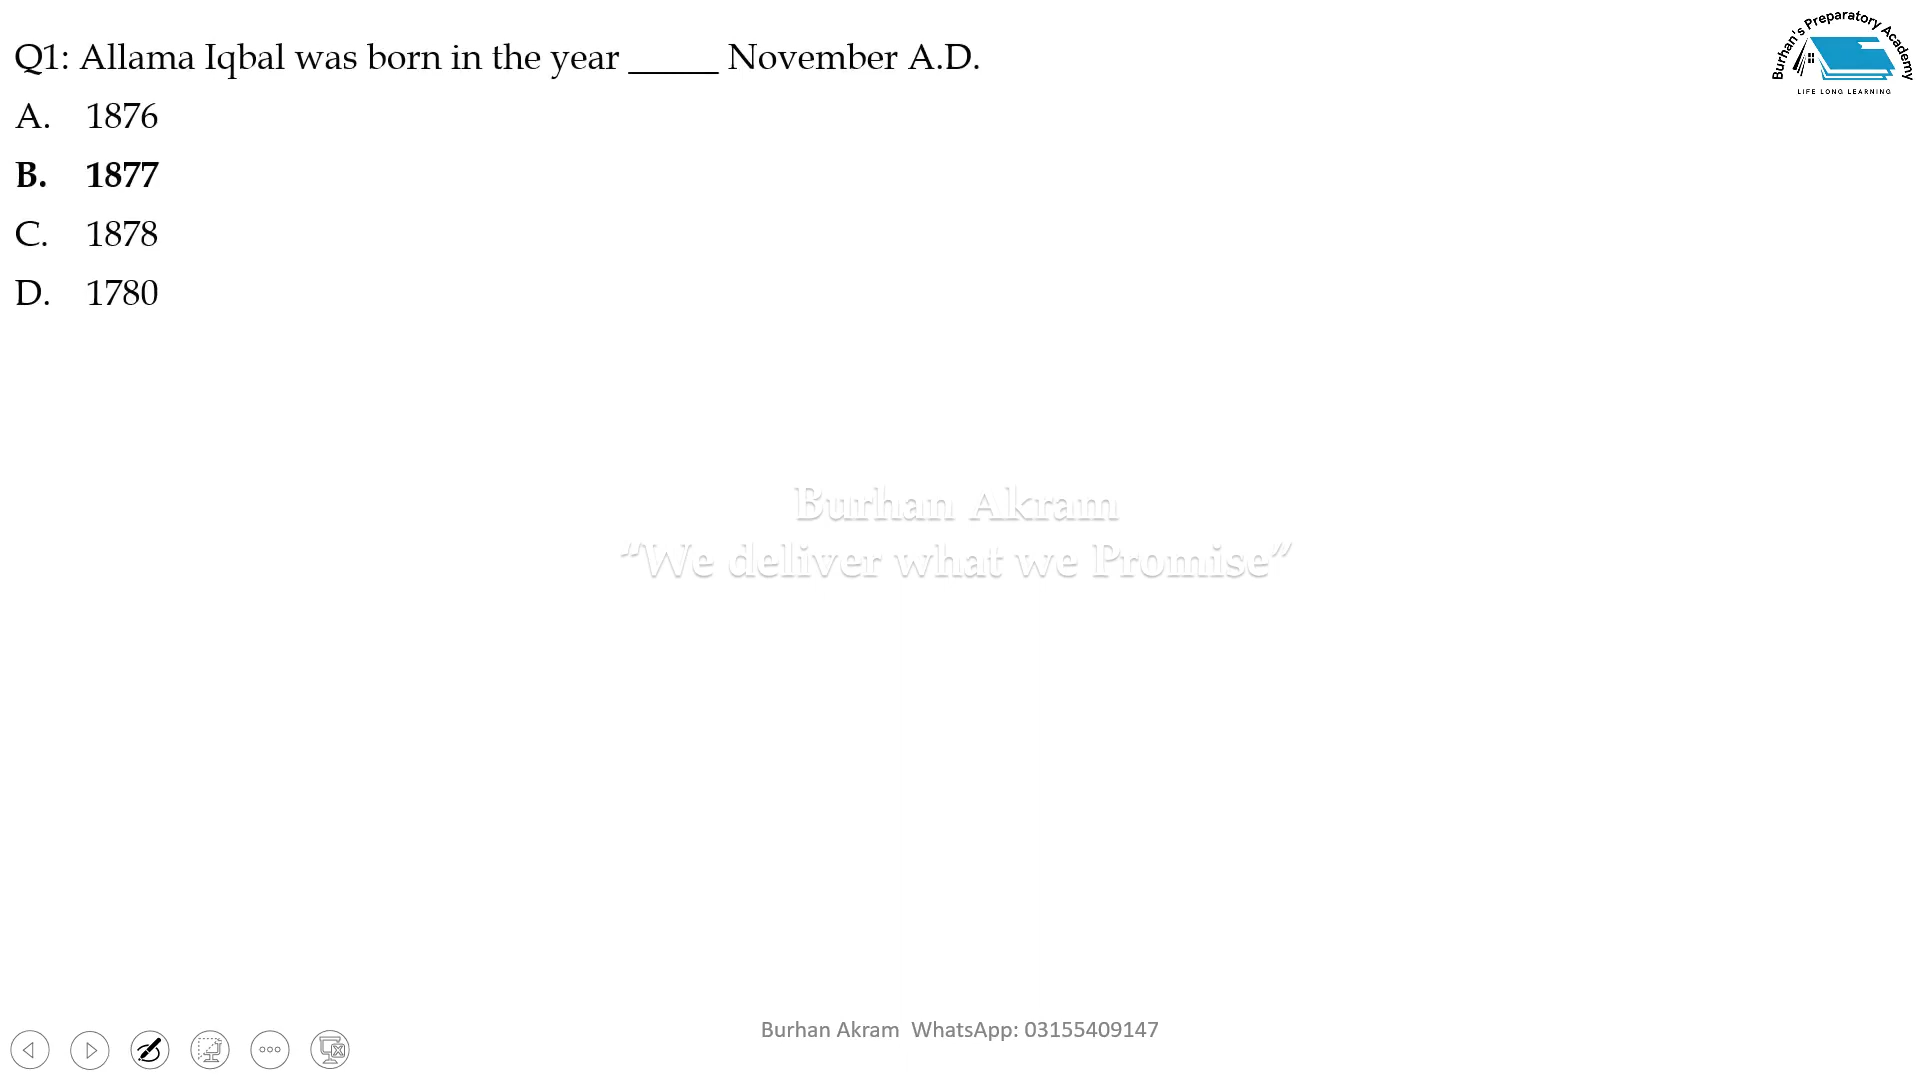 Q1: Allama Iqbal was born in the year _____ November A.D.
A. 1876
B. 1877
C. 1878
D. 1780
Burhan's Preparatory Academy
LIFE LONG LEARNING
Burhan Akram
“We deliver what we Promise”
Burhan Akram WhatsApp: 03155409147